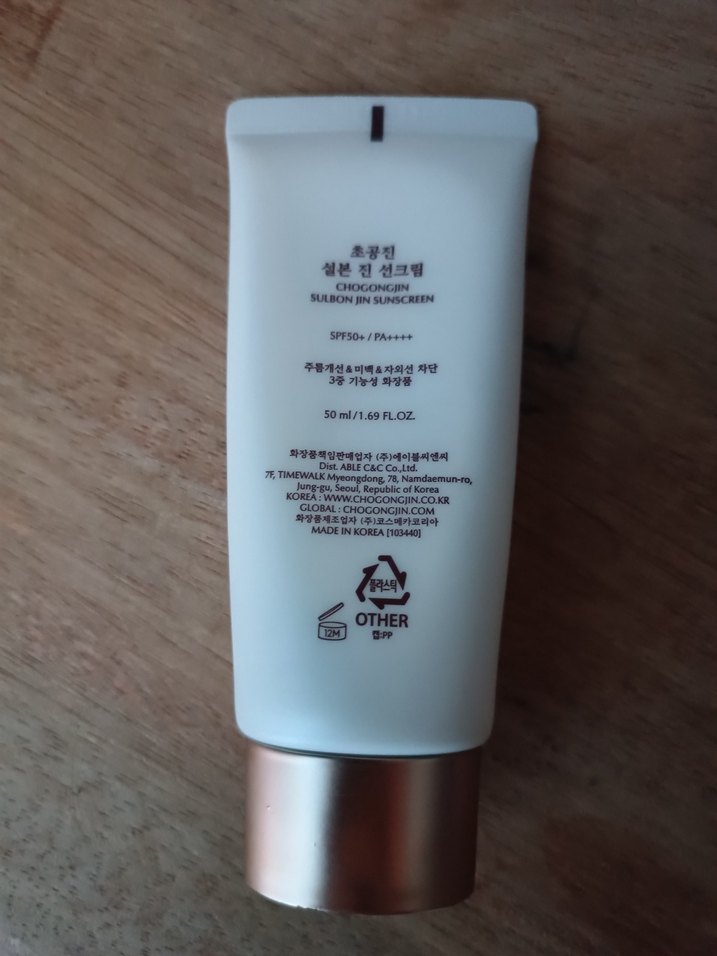 초공진
설본 진 선크림
CHOGONGJIN
SULBON JIN SUNSCREEN
SPF50+ / PA++++
주름개선 & 미백 & 자외선 차단
3중 기능성 화장품
50 ml/1.69 FL.OZ.
화장품책임판매업자 (주)에이블씨엔씨
Dist. ABLE C&C Co.,Ltd.
7F, TIMEWALK Myeongdong, 78, Namdaemun-ro,
Jung-gu, Seoul, Republic of Korea
KOREA : WWW.CHOGONGJIN.CO.KR
GLOBAL : CHOGONGJIN.COM
화장품제조업자 (주)코스메카코리아
MADE IN KOREA [103440]
플라스틱
OTHER
캡:PP
12M